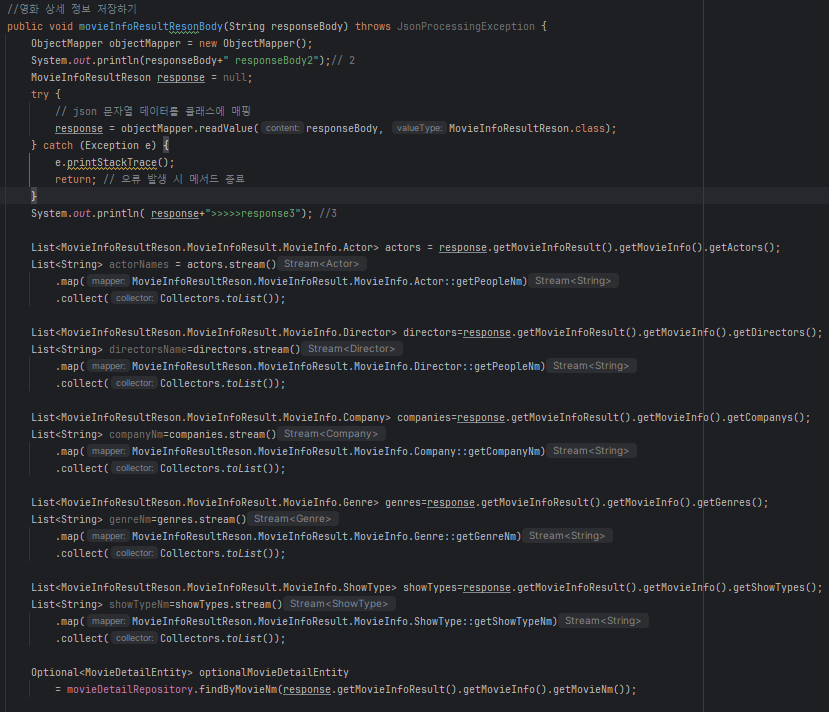 //영화 상세 정보 저장하기
public void movieInfoResultResonBody(String responseBody) throws JsonProcessingException {
ObjectMapper objectMapper = new ObjectMapper();
System.out.println(responseBody+" responseBody2");// 2
MovieInfoResultReson response = null;
try {
// json 문자열 데이터를 클래스에 매핑
response = objectMapper.readValue( content: responseBody, valueType: MovieInfoResultReson.class);
} catch (Exception e) {
e.printStackTrace();
return; // 오류 발생 시 메서드 종료
}
System.out.println( response+">>>>>response3"); //3
List<MovieInfoResultReson.MovieInfoResult.MovieInfo.Actor> actors = response.getMovieInfoResult().getMovieInfo().getActors();
List<String> actorNames = actors.stream() Stream<Actor>
.map( mapper: MovieInfoResultReson.MovieInfoResult.MovieInfo.Actor::getPeopleNm) Stream<String>
.collect( collector: Collectors.toList());
List<MovieInfoResultReson.MovieInfoResult.MovieInfo.Director> directors=response.getMovieInfoResult().getMovieInfo().getDirectors();
List<String> directorsName=directors.stream() Stream<Director>
.map( mapper: MovieInfoResultReson.MovieInfoResult.MovieInfo.Director::getPeopleNm) Stream<String>
.collect( collector: Collectors.toList());
List<MovieInfoResultReson.MovieInfoResult.MovieInfo.Company> companies=response.getMovieInfoResult().getMovieInfo().getCompanys();
List<String> companyNm=companies.stream() Stream<Company>
.map( mapper: MovieInfoResultReson.MovieInfoResult.MovieInfo.Company::getCompanyNm) Stream<String>
.collect( collector: Collectors.toList());
List<MovieInfoResultReson.MovieInfoResult.MovieInfo.Genre> genres=response.getMovieInfoResult().getMovieInfo().getGenres();
List<String> genreNm=genres.stream() Stream<Genre>
.map( mapper: MovieInfoResultReson.MovieInfoResult.MovieInfo.Genre::getGenreNm) Stream<String>
.collect( collector: Collectors.toList());
List<MovieInfoResultReson.MovieInfoResult.MovieInfo.ShowType> showTypes=response.getMovieInfoResult().getMovieInfo().getShowTypes();
List<String> showTypeNm=showTypes.stream() Stream<ShowType>
.map( mapper: MovieInfoResultReson.MovieInfoResult.MovieInfo.ShowType::getShowTypeNm) Stream<String>
.collect( collector: Collectors.toList());
Optional<MovieDetailEntity> optionalMovieDetailEntity
= movieDetailRepository.findByMovieNm(response.getMovieInfoResult().getMovieInfo().getMovieNm());